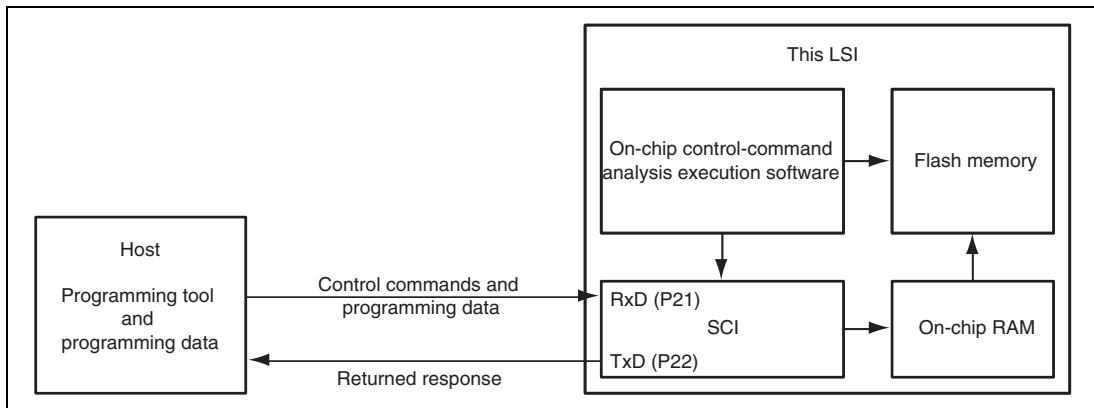 This LSI
On-chip control-command
analysis execution software
Flash memory
Host
Programming tool
and
programming data
Control commands and
programming data
RxD (P21)
SCI
TxD (P22)
On-chip RAM
Returned response